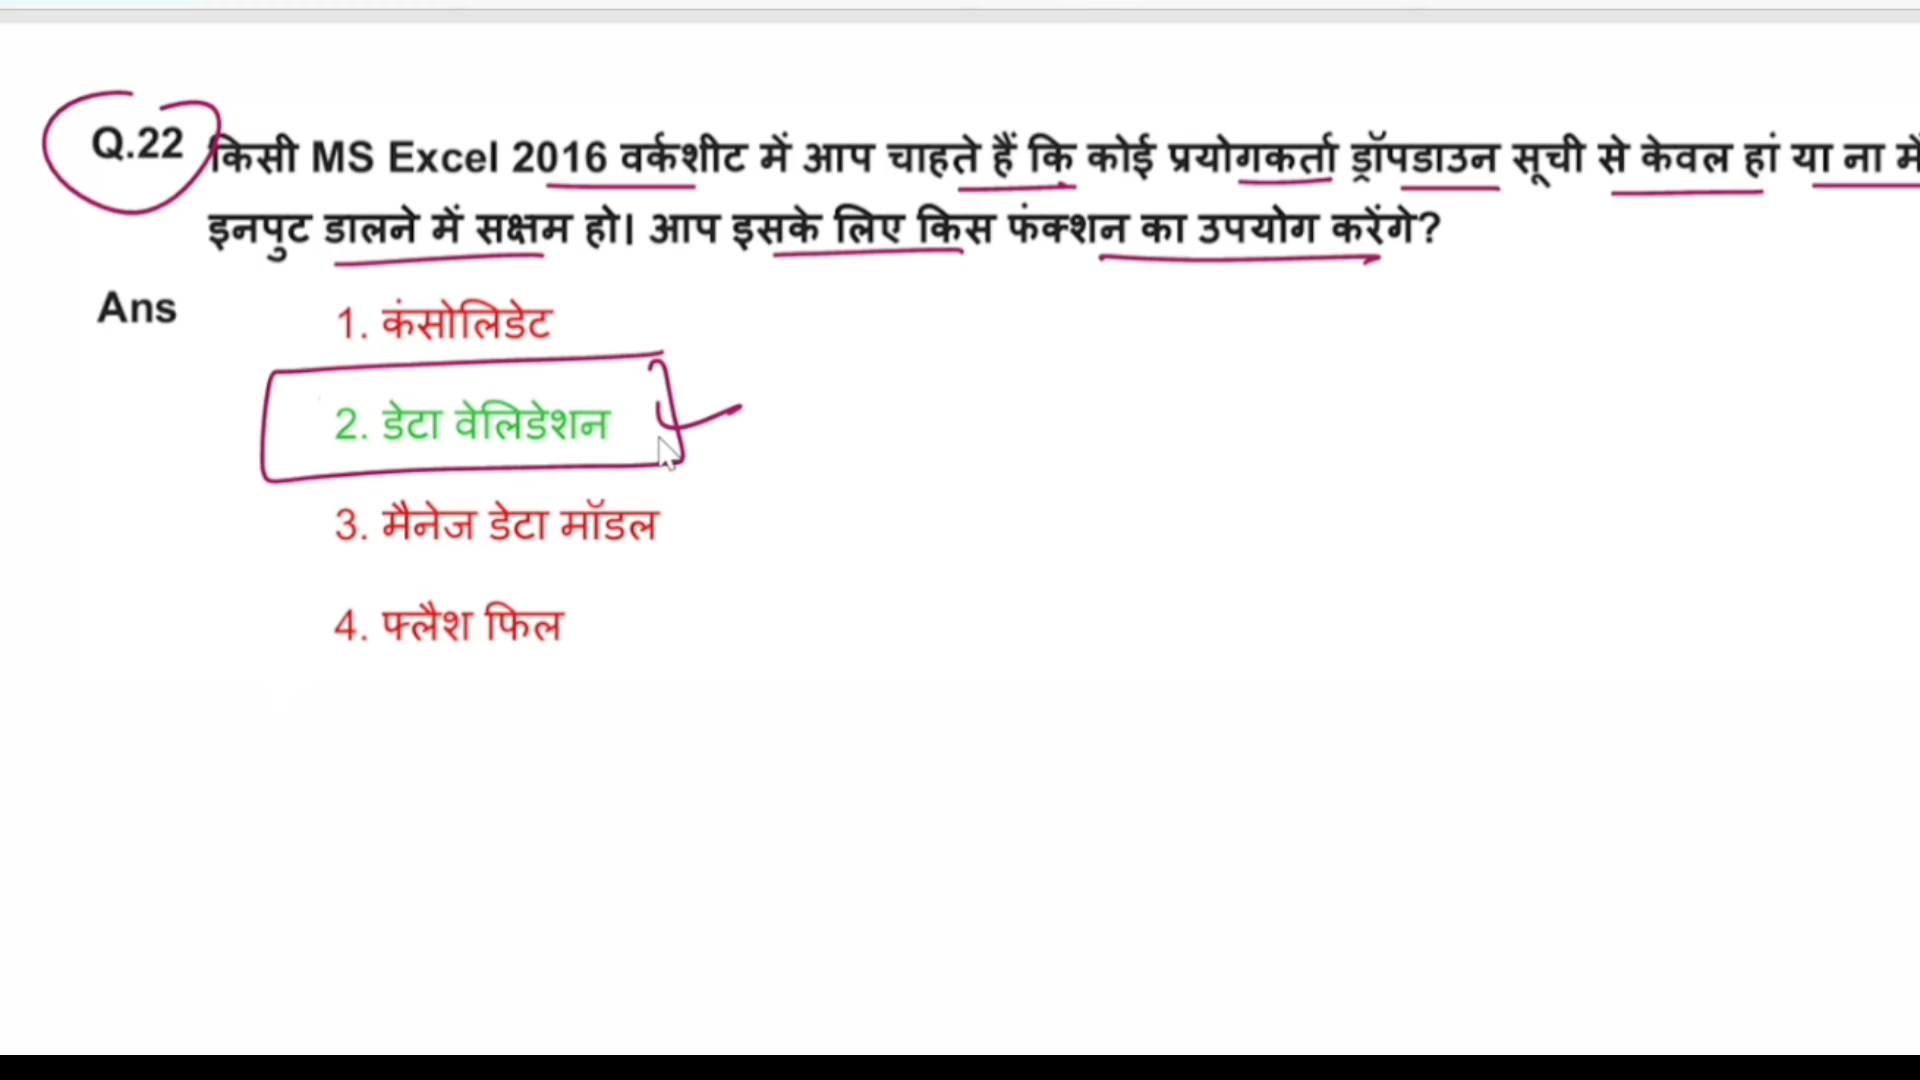 Q.22 किसी MS Excel 2016 वर्कशीट में आप चाहते हैं कि कोई प्रयोगकर्ता ड्रॉपडाउन सूची से केवल हां या ना में
इनपुट डालने में सक्षम हो। आप इसके लिए किस फंक्शन का उपयोग करेंगे?
Ans 1. कंसोलिडेट
2. डेटा वेलिडेशन
3. मैनेज डेटा मॉडल
4. फ्लैश फिल